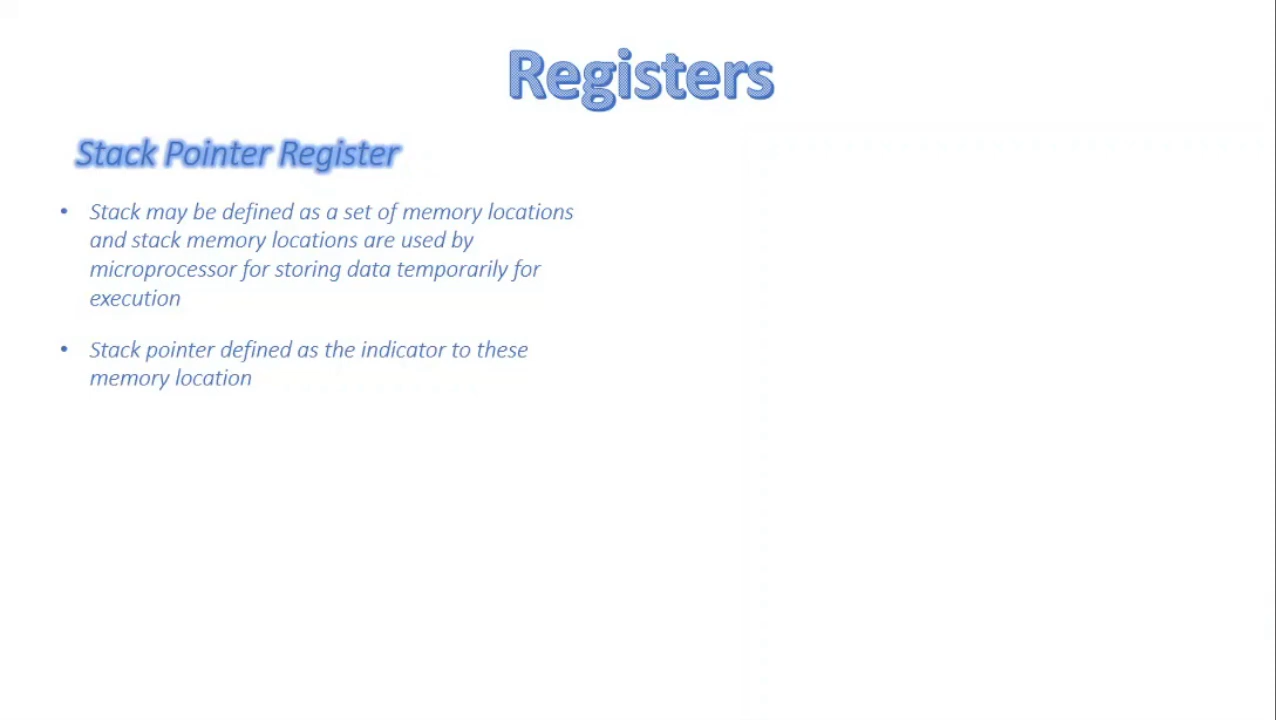 Registers
Stack Pointer Register
• Stack may be defined as a set of memory locations
and stack memory locations are used by
microprocessor for storing data temporarily for
execution
• Stack pointer defined as the indicator to these
memory location